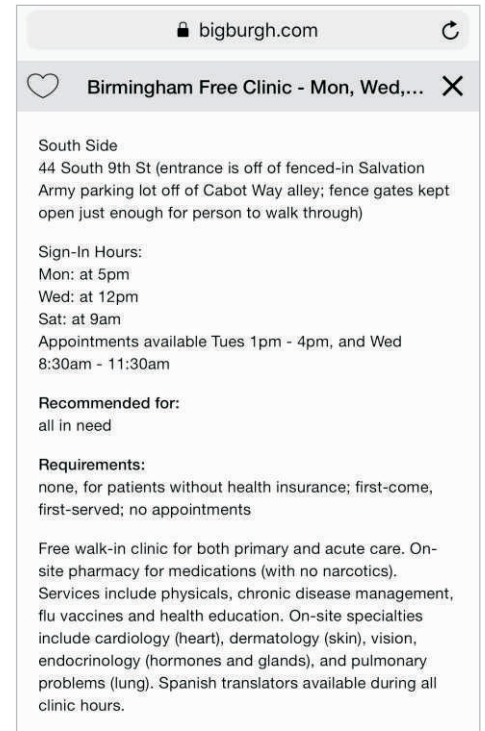 bigburgh.com
Birmingham Free Clinic - Mon, Wed,...
South Side
44 South 9th St (entrance is off of fenced-in Salvation
Army parking lot off of Cabot Way alley; fence gates kept
open just enough for person to walk through)
Sign-In Hours:
Mon: at 5pm
Wed: at 12pm
Sat: at 9am
Appointments available Tues 1pm - 4pm, and Wed
8:30am - 11:30am
Recommended for:
all in need
Requirements:
none, for patients without health insurance; first-come,
first-served; no appointments
Free walk-in clinic for both primary and acute care. On-
site pharmacy for medications (with no narcotics).
Services include physicals, chronic disease management,
flu vaccines and health education. On-site specialties
include cardiology (heart), dermatology (skin), vision,
endocrinology (hormones and glands), and pulmonary
problems (lung). Spanish translators available during all
clinic hours.